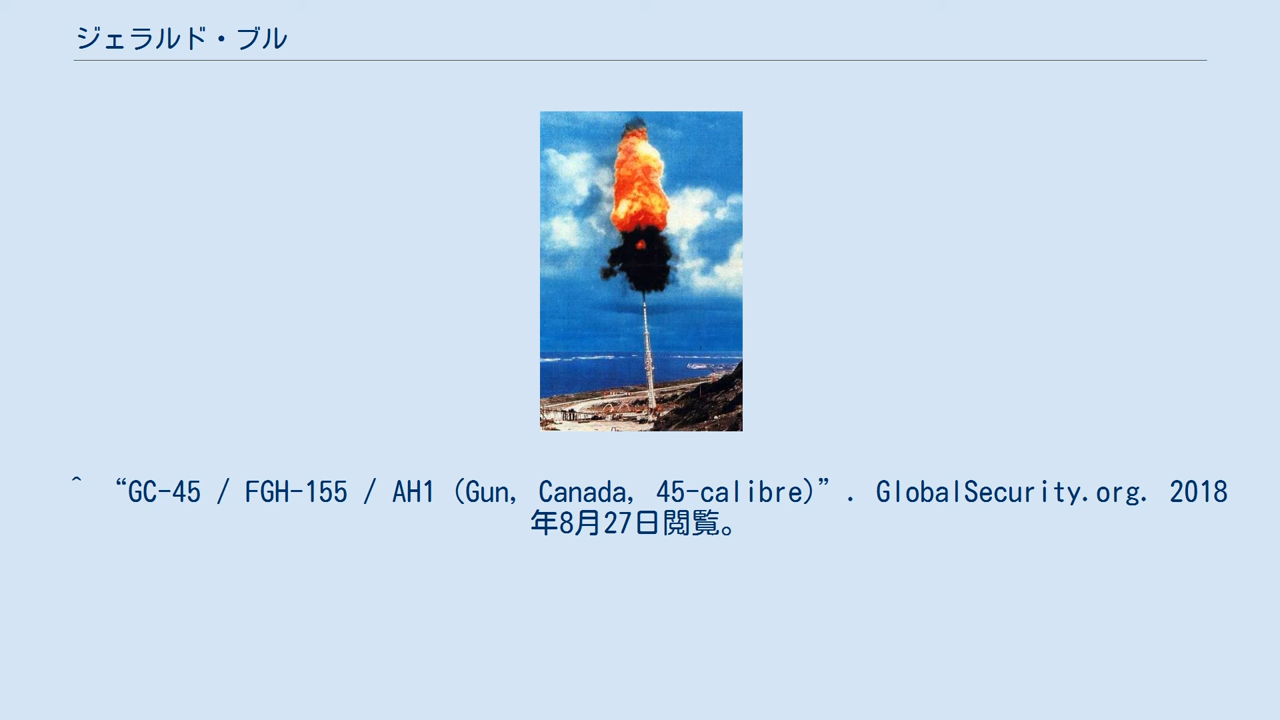 ジェラルド・ブル
^ “GC-45 / FGH-155 / AH1 (Gun, Canada, 45-calibre)”. GlobalSecurity.org. 2018
年8月27日閲覧。